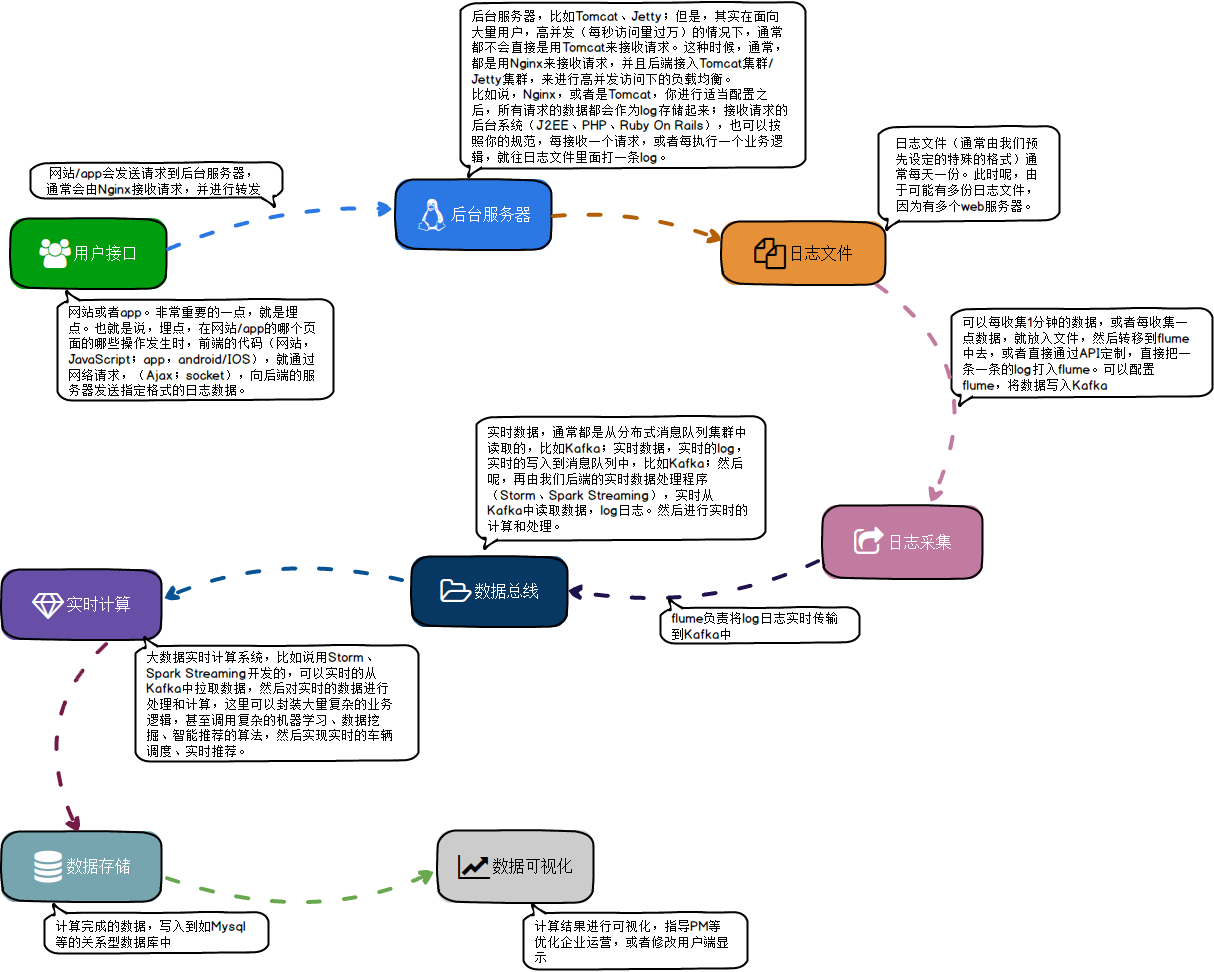 后台服务器，比如Tomcat、Jetty；但是，其实在面向
大量用户，高并发（每秒访问量过万）的情况下，通常
都不会直接是用Tomcat来接收请求。这种时候，通常，
都是用Nginx来接收请求，并且后端接入Tomcat集群/
Jetty集群，来进行高并发访问下的负载均衡。
比如说，Nginx，或者是Tomcat，你进行适当配置之
后，所有请求的数据都会作为log存储起来；接收请求的
后台系统（J2EE、PHP、Ruby On Rails），也可以按
照你的规范，每接收一个请求，或者每执行一个业务逻
辑，就往日志文件里面打一条log。
网站/app会发送请求到后台服务器，
通常会由Nginx接收请求，并进行转发
用户接口
网站或者app。非常重要的一点，就是埋
点。也就是说，埋点，在网站/app的哪个页
面的哪些操作发生时，前端的代码（网站，
JavaScript；app，android/IOS），就通过
网络请求，（Ajax；socket），向后端的服
务器发送指定格式的日志数据。
后台服务器
日志文件（通常由我们预
先设定的特殊的格式）通
常每天一份。此时呢，由
于可能有多份日志文件，
因为有多个web服务器。
日志文件
可以每收集1分钟的数据，或者每收集一
点数据，就放入文件，然后转移到flume
中去，或者直接通过API定制，直接把一
条一条的log打入flume。可以配置
flume，将数据写入Kafka
日志采集
flume负责将log日志实时传输
到Kafka中
实时数据，通常都是从分布式消息队列集群中
读取的，比如Kafka；实时数据，实时的log，
实时的写入到消息队列中，比如Kafka；然后
呢，再由我们后端的实时数据处理程序
（Storm、Spark Streaming），实时从
Kafka中读取数据，log日志。然后进行实时的
计算和处理。
数据总线
实时计算
大数据实时计算系统，比如说用Storm、
Spark Streaming开发的，可以实时的从
Kafka中拉取数据，然后对实时的数据进行
处理和计算，这里可以封装大量复杂的业务
逻辑，甚至调用复杂的机器学习、数据挖
掘、智能推荐的算法，然后实现实时的车辆
调度、实时推荐。
数据存储
计算完成的数据，写入到如Mysql
等的关系型数据库中
数据可视化
计算结果进行可视化，指导PM等
优化企业运营，或者修改用户端显
示